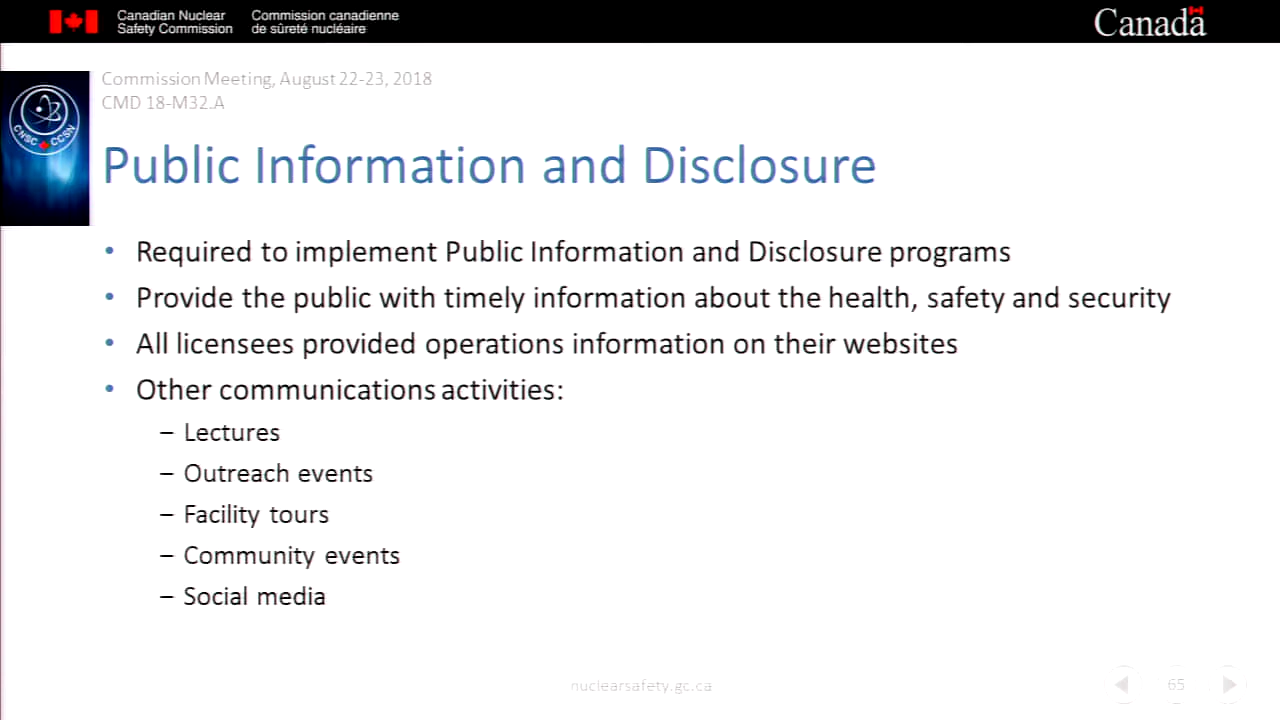 Canadian Nuclear Safety Commission
Commission canadienne de sûreté nucléaire
Canada
Commission Meeting, August 22-23, 2018
CMD 18-M32.A
CNSC CCSN
Public Information and Disclosure
• Required to implement Public Information and Disclosure programs
• Provide the public with timely information about the health, safety and security
• All licensees provided operations information on their websites
• Other communications activities:
– Lectures
– Outreach events
– Facility tours
– Community events
– Social media
nuclearsafety.gc.ca
65